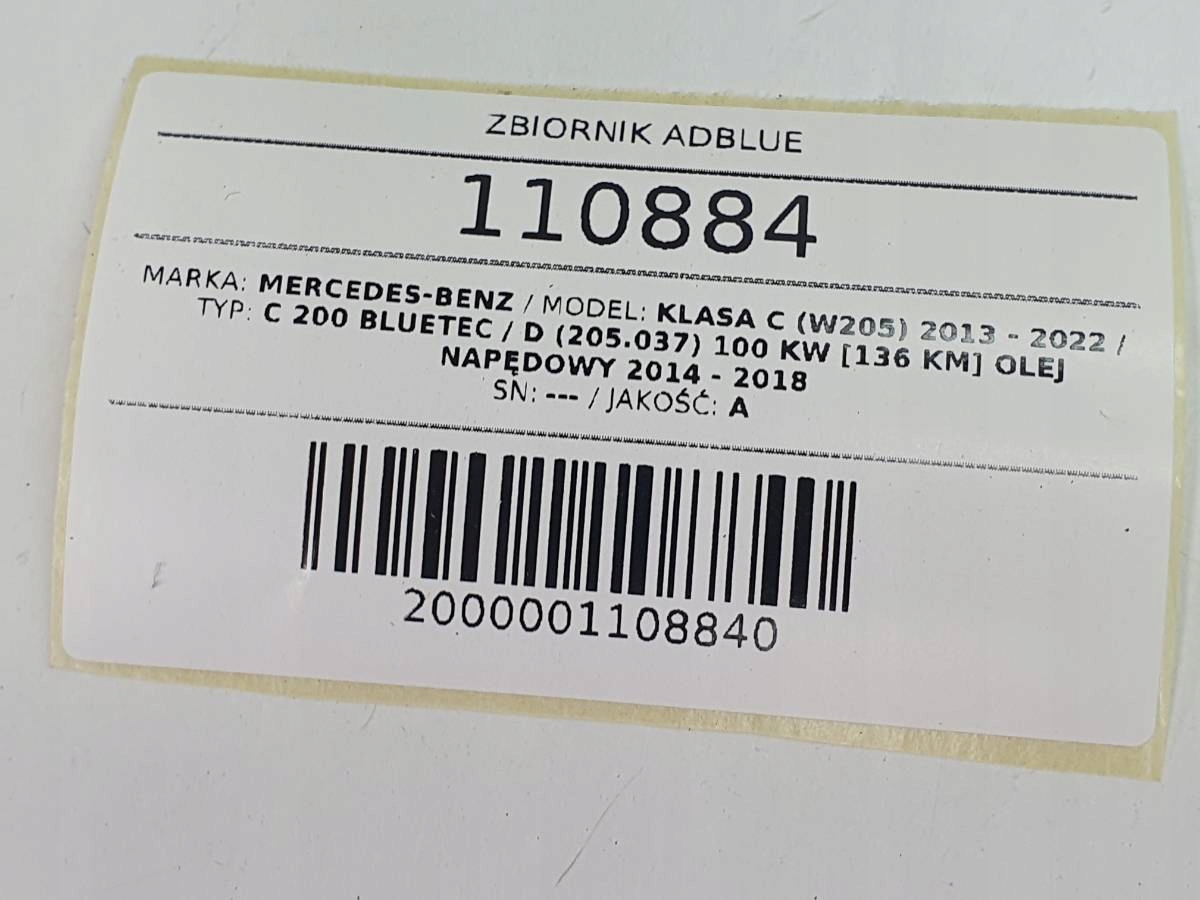 ZBIORNIK ADBLUE
110884
MARKA: MERCEDES-BENZ / MODEL: KLASA C (W205) 2013 - 2022 /
TYP: C 200 BLUETEC / D (205.037) 100 KW [136 KM] OLEJ
NAPĘDOWY 2014 - 2018
SN: --- / JAKOŚĆ: A
2000001108840